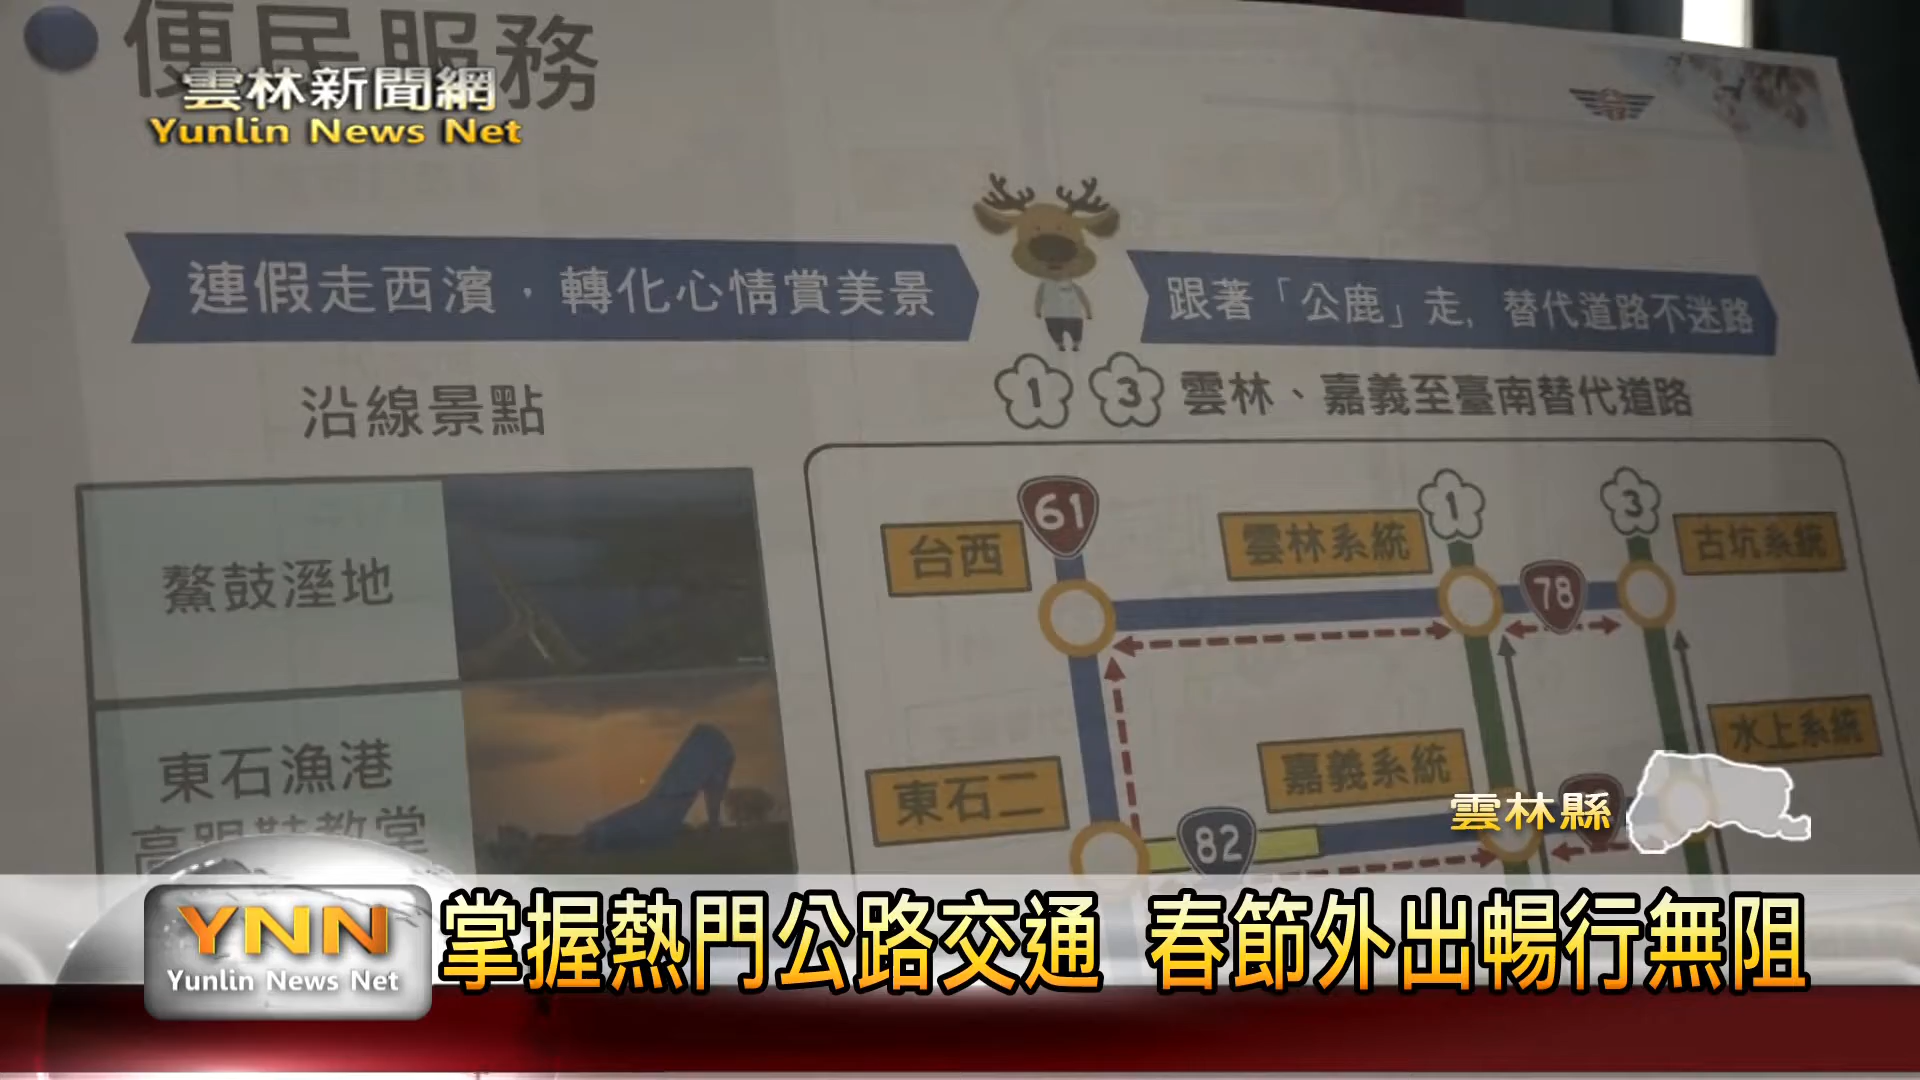 便民服務
雲林新聞網
Yunlin News Net
連假走西濱，轉化心情賞美景
跟著「公鹿」走, 替代道路不迷路
沿線景點
1 3 雲林、嘉義至臺南替代道路
鰲鼓溼地
61
台西
雲林系統
1
3
古坑系統
78
東石漁港
高跟鞋教堂
東石二
嘉義系統
水上系統
82
雲林縣
YNN
Yunlin News Net
掌握熱門公路交通 春節外出暢行無阻